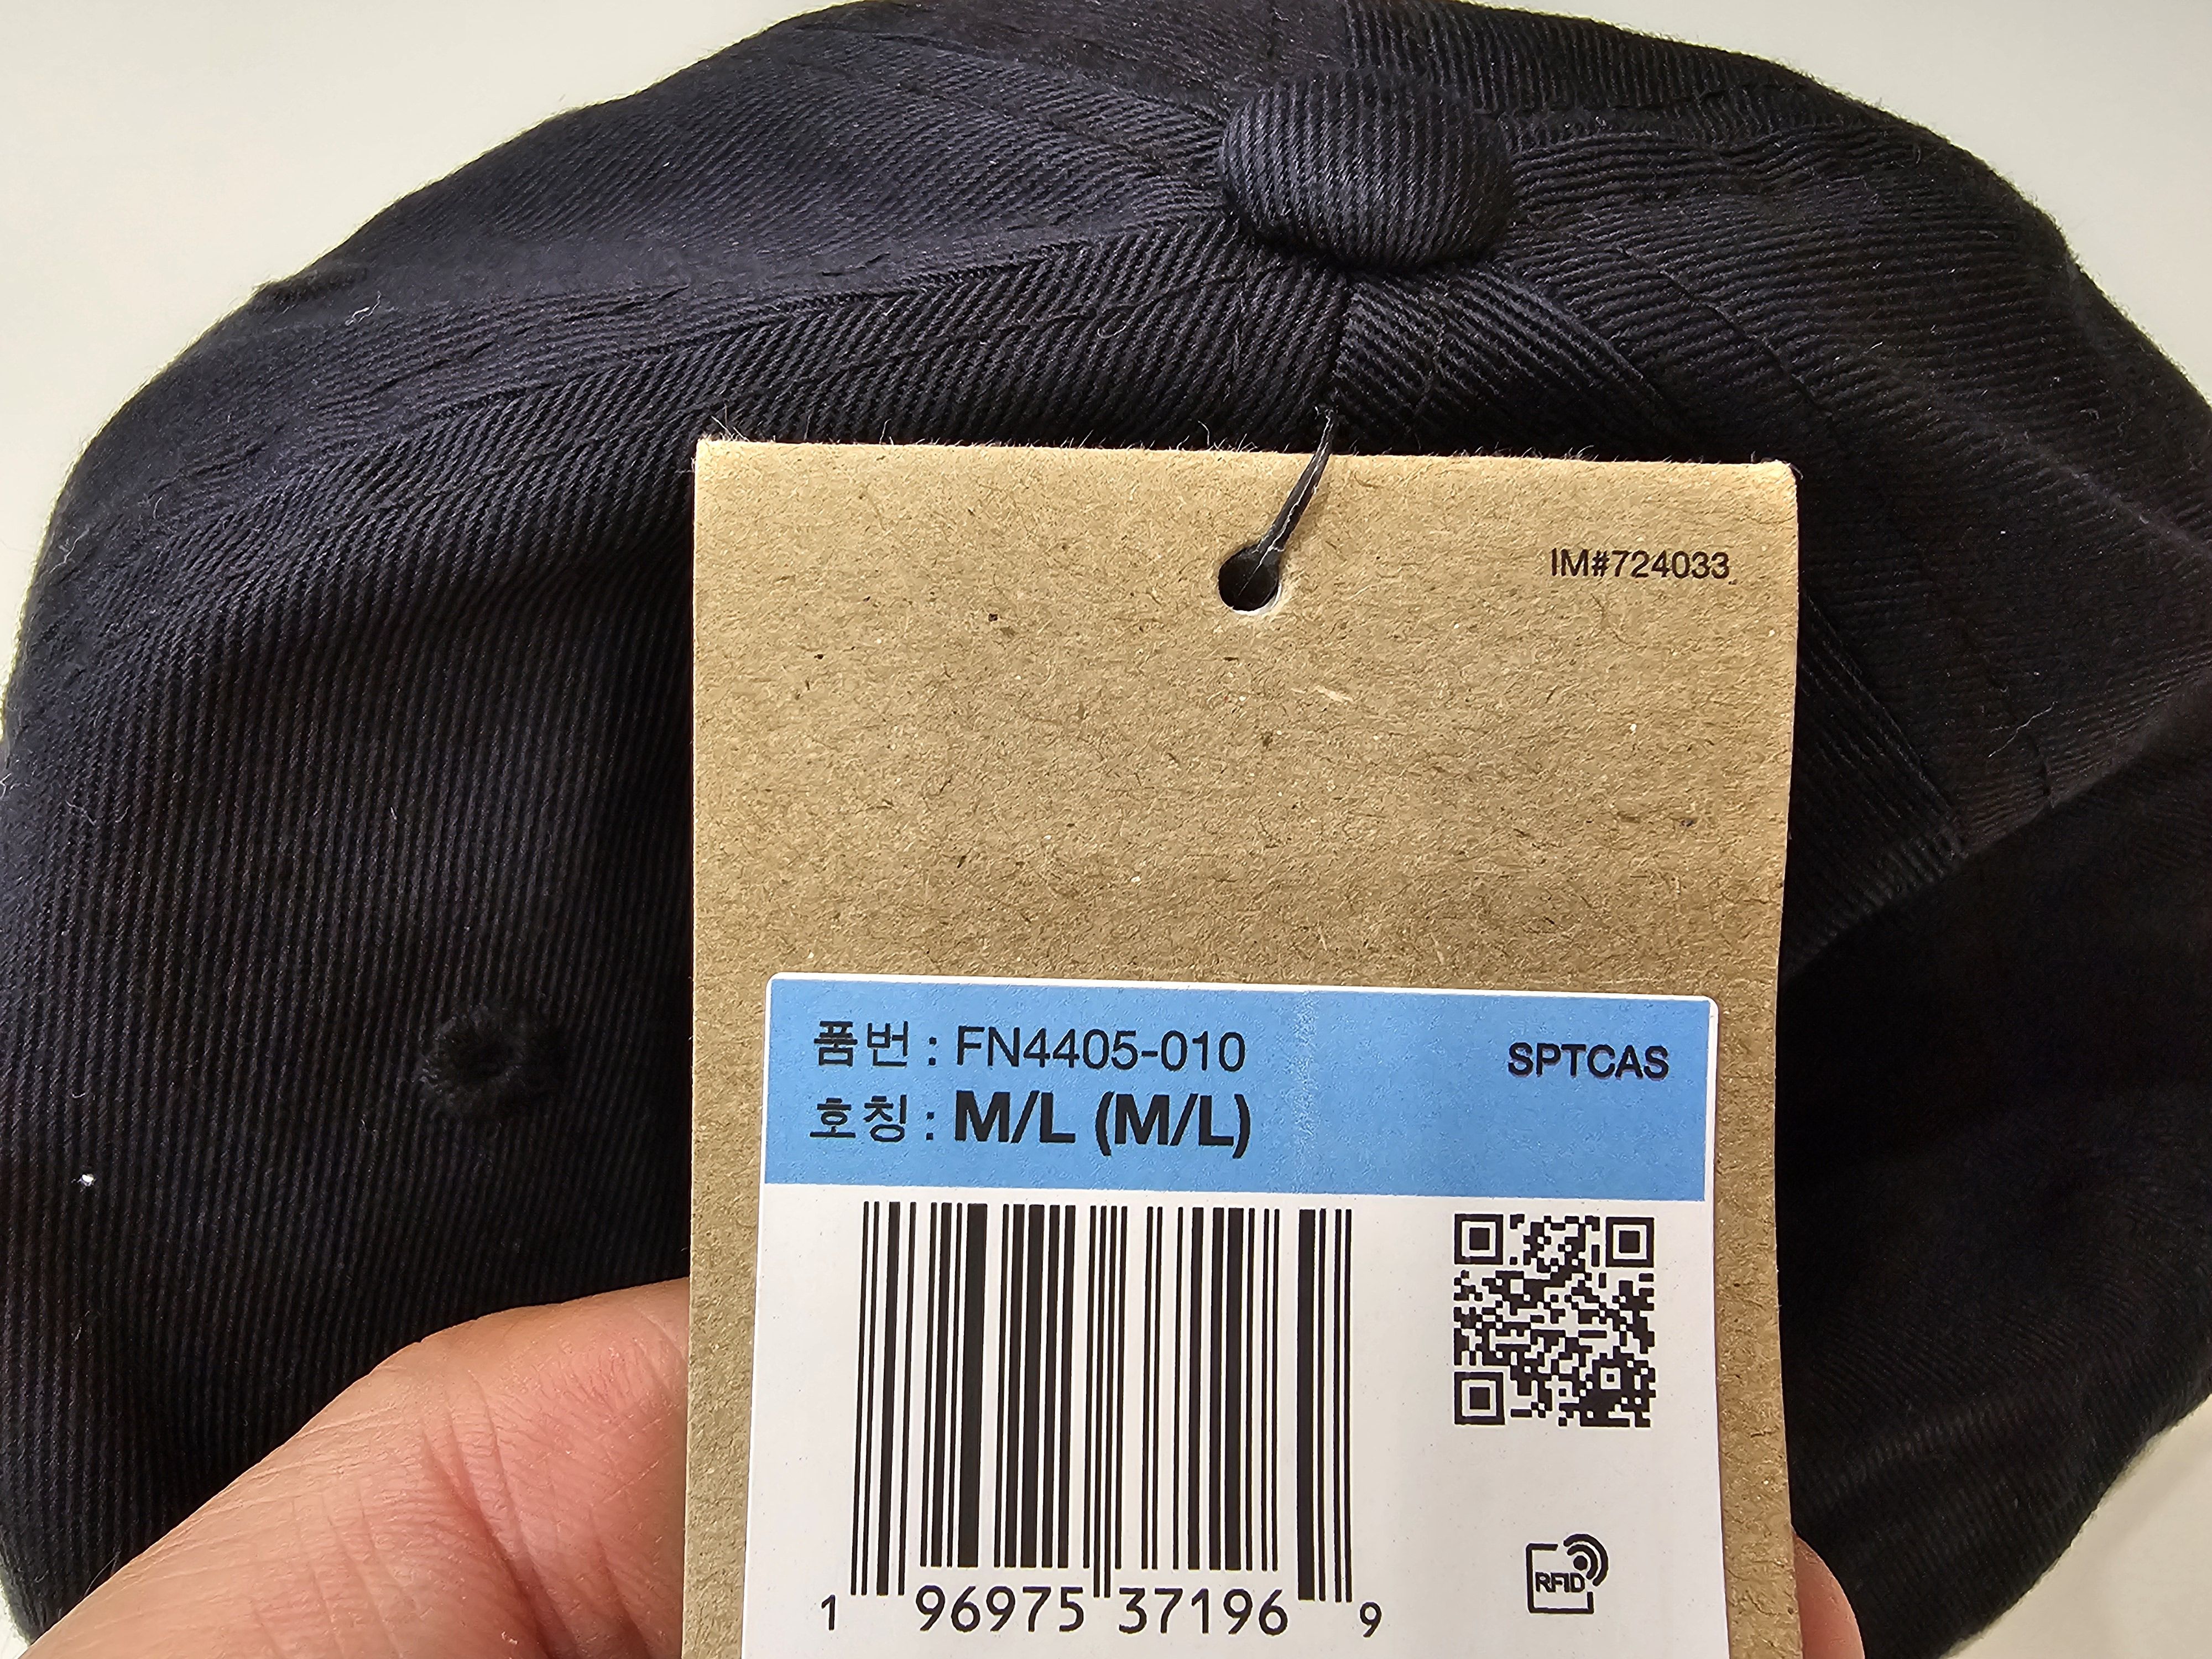 IM#724033
품번 : FN4405-010
SPTCAS
호칭 : M/L (M/L)
1 96975 37196 9
RFID